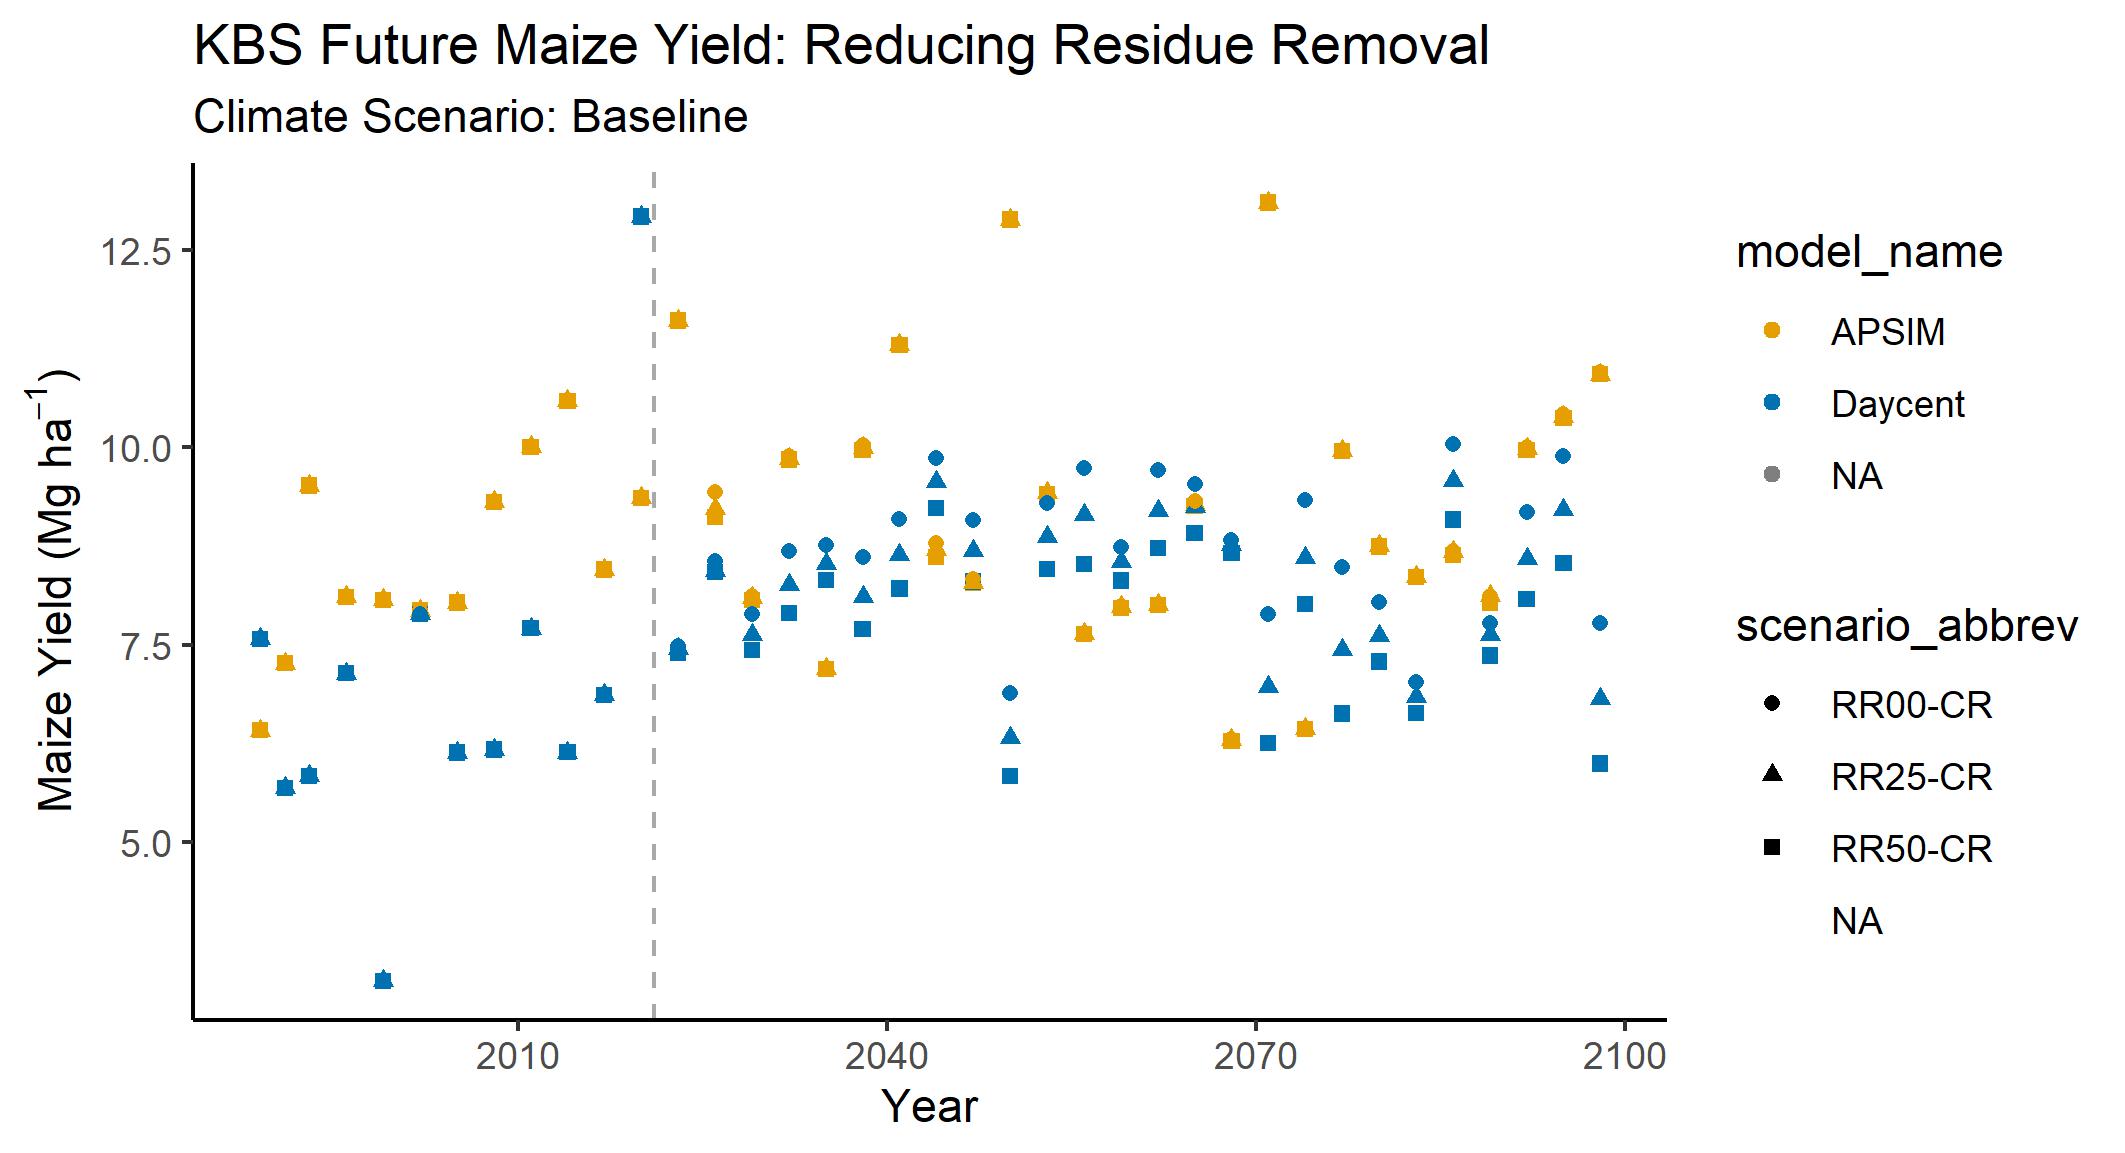 KBS Future Maize Yield: Reducing Residue Removal
Climate Scenario: Baseline
Maize Yield (Mg ha⁻¹)
12.5
10.0
7.5
5.0
2010
2040
2070
2100
Year
model_name
APSIM
Daycent
NA
scenario_abbrev
RR00-CR
RR25-CR
RR50-CR
NA